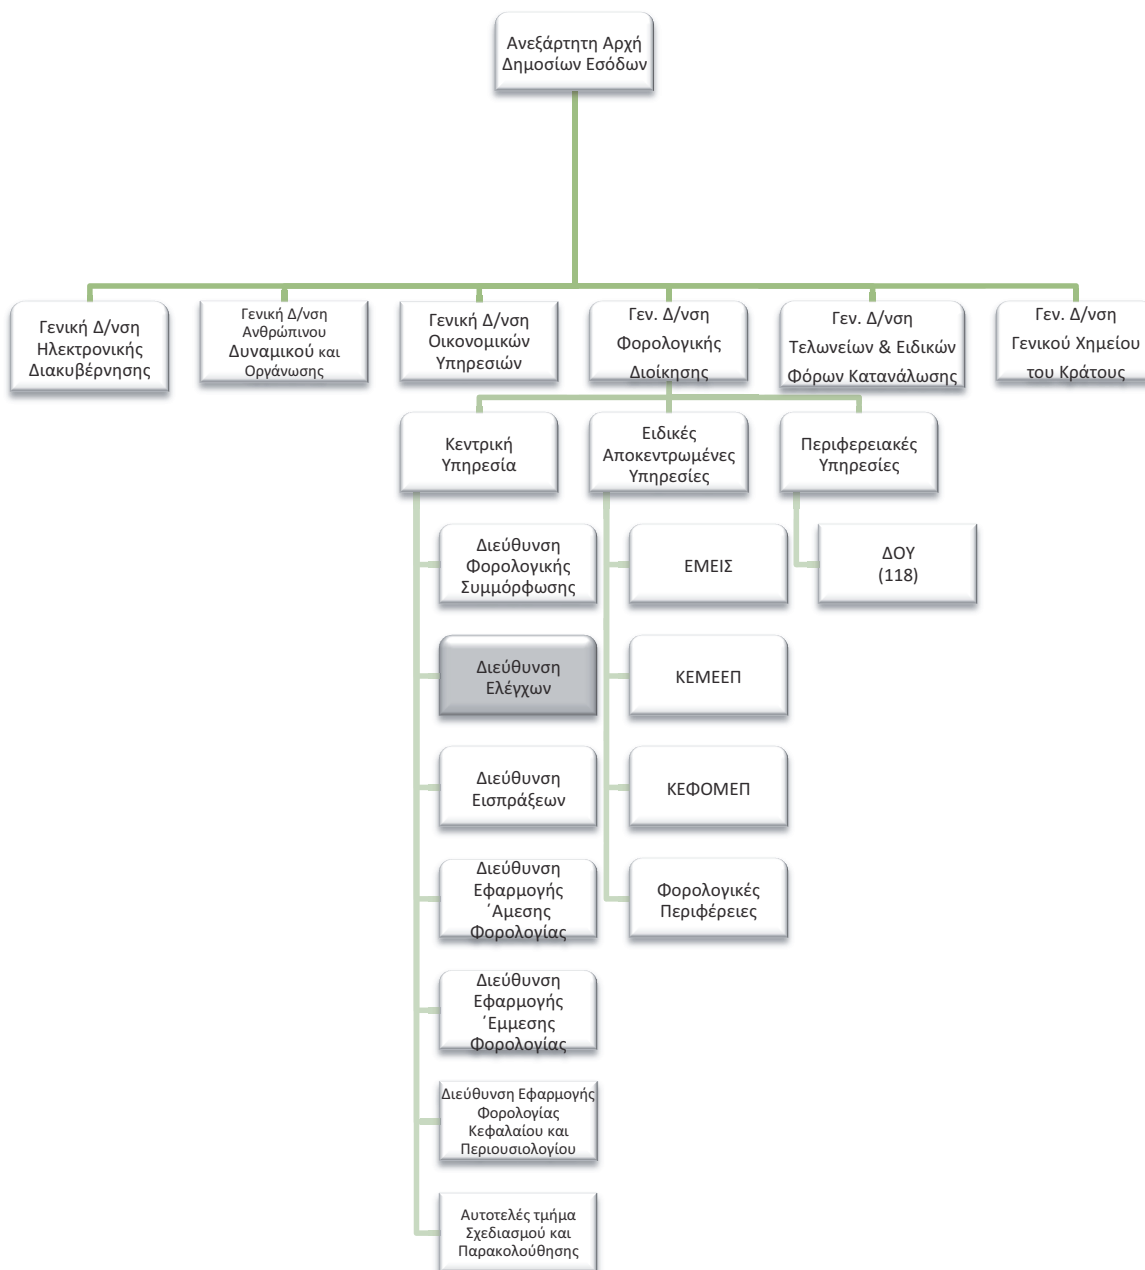 Ανεξάρτητη Αρχή
Δημοσίων Εσόδων
Γενική Δ/νση
Ηλεκτρονικής
Διακυβέρνησης
Γενική Δ/νση
Ανθρώπινου
Δυναμικού και
Οργάνωσης
Γενική Δ/νση
Οικονομικών
Υπηρεσιών
Γεν. Δ/νση
Φορολογικής
Διοίκησης
Γεν. Δ/νση
Τελωνείων & Ειδικών
Φόρων Κατανάλωσης
Γεν. Δ/νση
Γενικού Χημείου
του Κράτους
Κεντρική
Υπηρεσία
Ειδικές
Αποκεντρωμένες
Υπηρεσίες
Περιφερειακές
Υπηρεσίες
Διεύθυνση
Φορολογικής
Συμμόρφωσης
ΕΜΕΙΣ
ΔΟΥ
(118)
Διεύθυνση
Ελέγχων
ΚΕΜΕΕΠ
Διεύθυνση
Εισπράξεων
ΚΕΦΟΜΕΠ
Διεύθυνση
Εφαρμογής
΄Αμεσης
Φορολογίας
Φορολογικές
Περιφέρειες
Διεύθυνση
Εφαρμογής
΄Εμμεσης
Φορολογίας
Διεύθυνση Εφαρμογής
Φορολογίας
Κεφαλαίου και
Περιουσιολογίου
Αυτοτελές τμήμα
Σχεδιασμού και
Παρακολούθησης